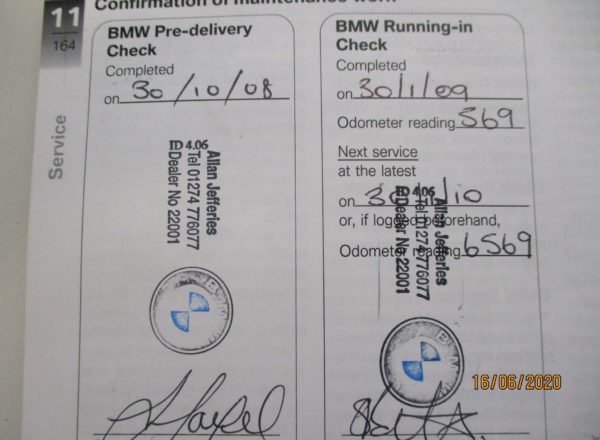 Confirmation of maintenance work
11
164
Service
BMW Pre-delivery
Check
Completed
on 30/10/08
4.06 Allan Jefferies
Tel 01274 776077
Dealer No 22001
BMW
BMW Running-in
Check
Completed
on 30/1/09
Odometer reading 569
Next service
at the latest
on 30/1/10
or, if logged beforehand,
Odometer reading 6569
4.06 Allan Jefferies
Tel 01274 776077
Dealer No 22001
BMW
16/06/2020